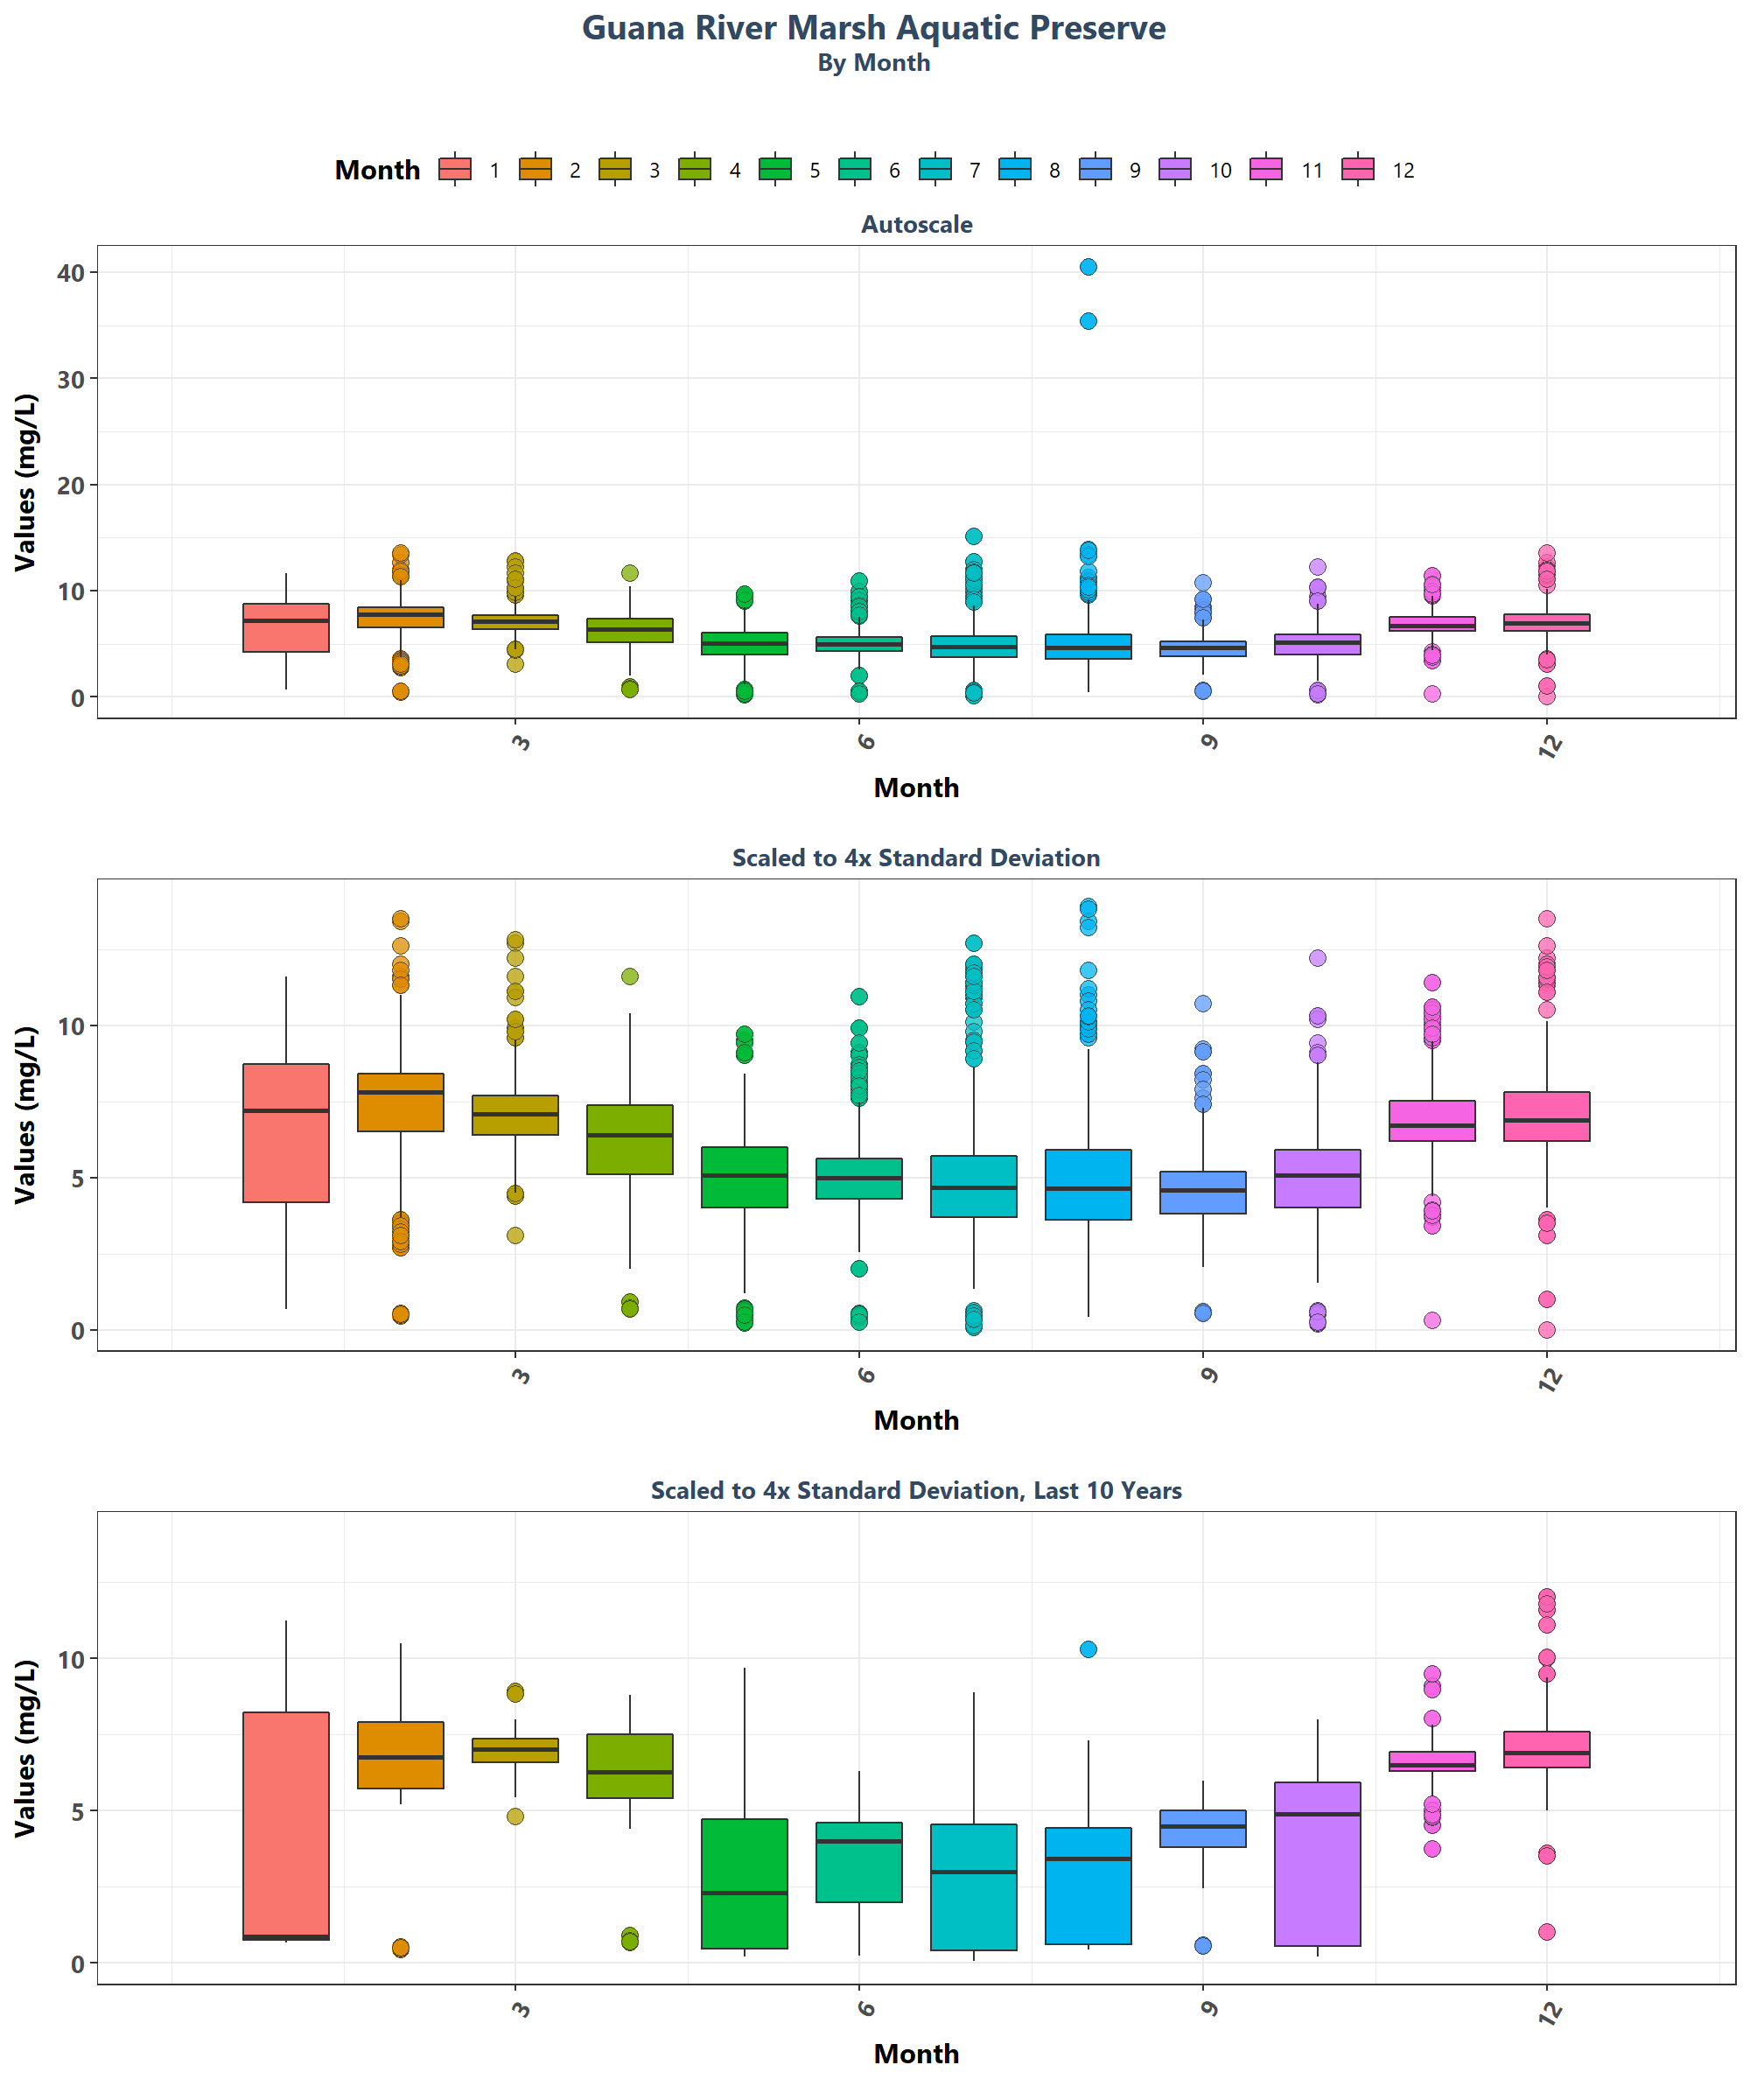 Guana River Marsh Aquatic Preserve
By Month
Month 1 2 3 4 5 6 7 8 9 10 11 12
Autoscale
Values (mg/L)
40
30
20
10
0
3 6 9 12
Month
Scaled to 4x Standard Deviation
Values (mg/L)
10
5
0
3 6 9 12
Month
Scaled to 4x Standard Deviation, Last 10 Years
Values (mg/L)
10
5
0
3 6 9 12
Month